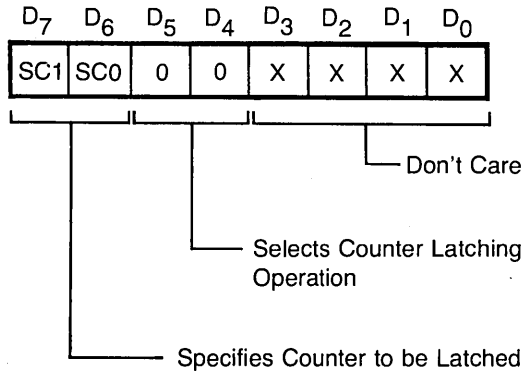 D7 D6 D5 D4 D3 D2 D1 D0
SC1 SC0 0 0 X X X X
Don't Care
Selects Counter Latching
Operation
Specifies Counter to be Latched